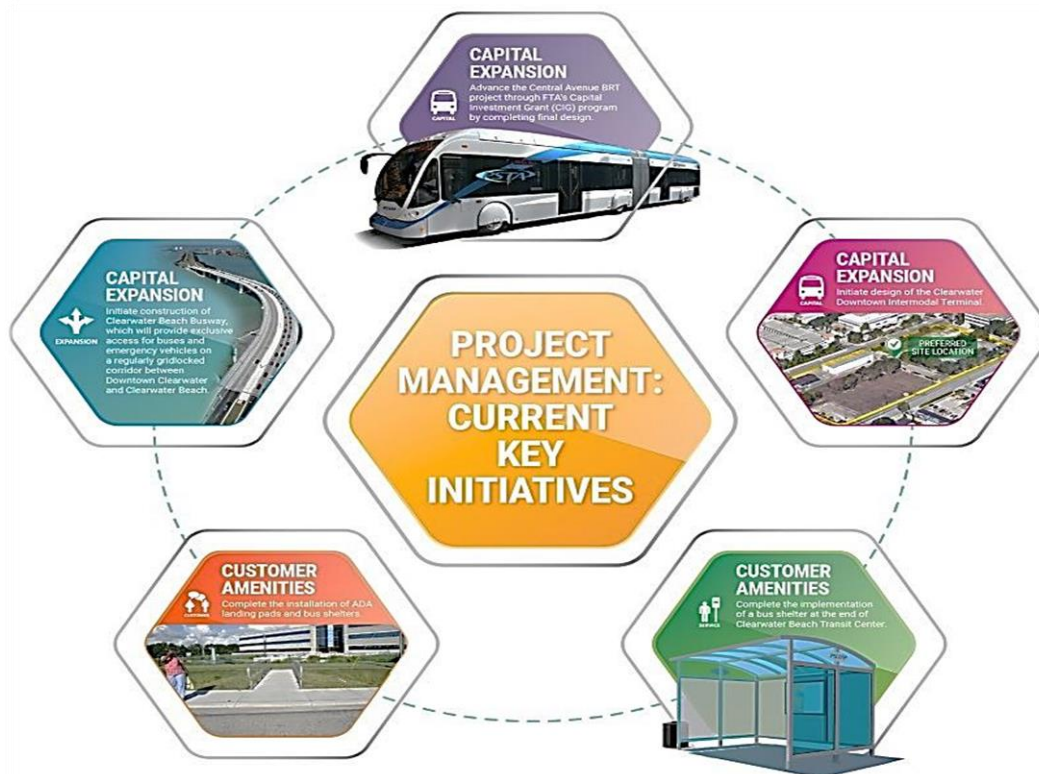 CAPITAL
EXPANSION
Advance the Central Avenue BRT
project through FTA's Capital
Investment Grant (CIG) program
by completing final design.
CAPITAL
CAPITAL
EXPANSION
Initiate construction of
Clearwater Beach Busway,
which will provide exclusive
access for buses and
emergency vehicles on
a regularly gridlocked
corridor between
Downtown Clearwater
and Clearwater Beach.
EXPANSION
CAPITAL
EXPANSION
Initiate design of the Clearwater
Downtown Intermodal Terminal.
CAPITAL
PREFERRED
SITE LOCATION
PROJECT
MANAGEMENT:
CURRENT
KEY
INITIATIVES
CUSTOMER
AMENITIES
Complete the installation of ADA
landing pads and bus shelters.
CUSTOMER
CUSTOMER
AMENITIES
Complete the implementation
of a bus shelter at the end of
Clearwater Beach Transit Center.
SERVICE